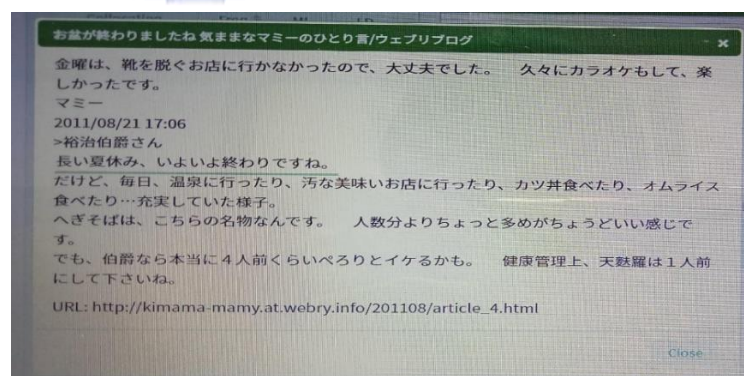 お盆が終わりましたね 気ままなマミーのひとり言/ウェブリブログ ×
金曜は、靴を脱ぐお店に行かなかったので、大丈夫でした。 久々にカラオケもして、楽
しかったです。
マミー
2011/08/21 17:06
>裕治伯爵さん
長い夏休み、いよいよ終わりですね。
だけど、毎日、温泉に行ったり、汚な美味いお店に行ったり、カツ丼食べたり、オムライス
食べたり…充実していた様子。
へぎそばは、こちらの名物なんです。 人数分よりちょっと多めがちょうどいい感じで
す。
でも、伯爵なら本当に４人前くらいぺろりとイケるかも。 健康管理上、天麩羅は１人前
にして下さいね。
URL: http://kimama-mamy.at.webry.info/201108/article_4.html
Close